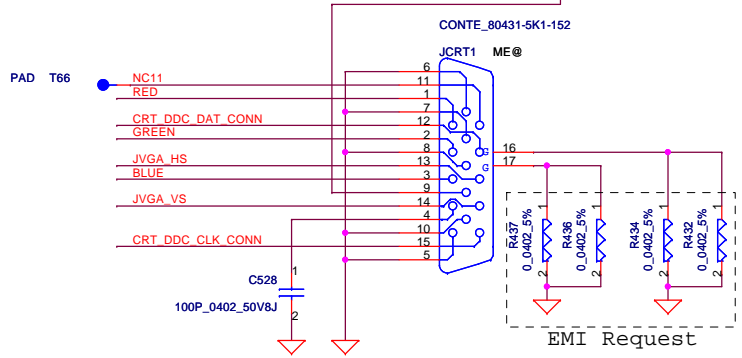 CONTE_80431-5K1-152
JCRT1 ME@
PAD T66
NC11
RED
CRT_DDC_DAT_CONN
GREEN
JVGA_HS
BLUE
JVGA_VS
CRT_DDC_CLK_CONN
6
11
1
7
12
2
8
13
3
9
14
4
10
15
5
G 16
G 17
C528
1
100P_0402_50V8J
2
1
R437
0_0402_5%
2
1
R436
0_0402_5%
2
1
R434
0_0402_5%
2
1
R432
0_0402_5%
2
EMI Request